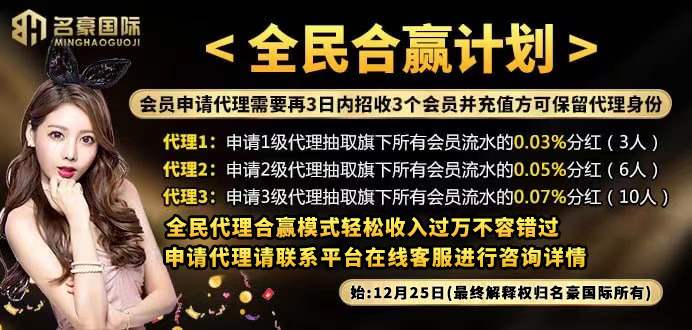 名豪国际
MINGHAOGUOJI
<全民合赢计划>
会员申请代理需要再3日内招收3个会员并充值方可保留代理身份
代理1：申请1级代理抽取旗下所有会员流水的0.03%分红（3人）
代理2：申请2级代理抽取旗下所有会员流水的0.05%分红（6人）
代理3：申请3级代理抽取旗下所有会员流水的0.07%分红（10人）
全民代理合赢模式轻松收入过万不容错过
申请代理请联系平台在线客服进行咨询详情
始:12月25日(最终解释权归名豪国际所有)